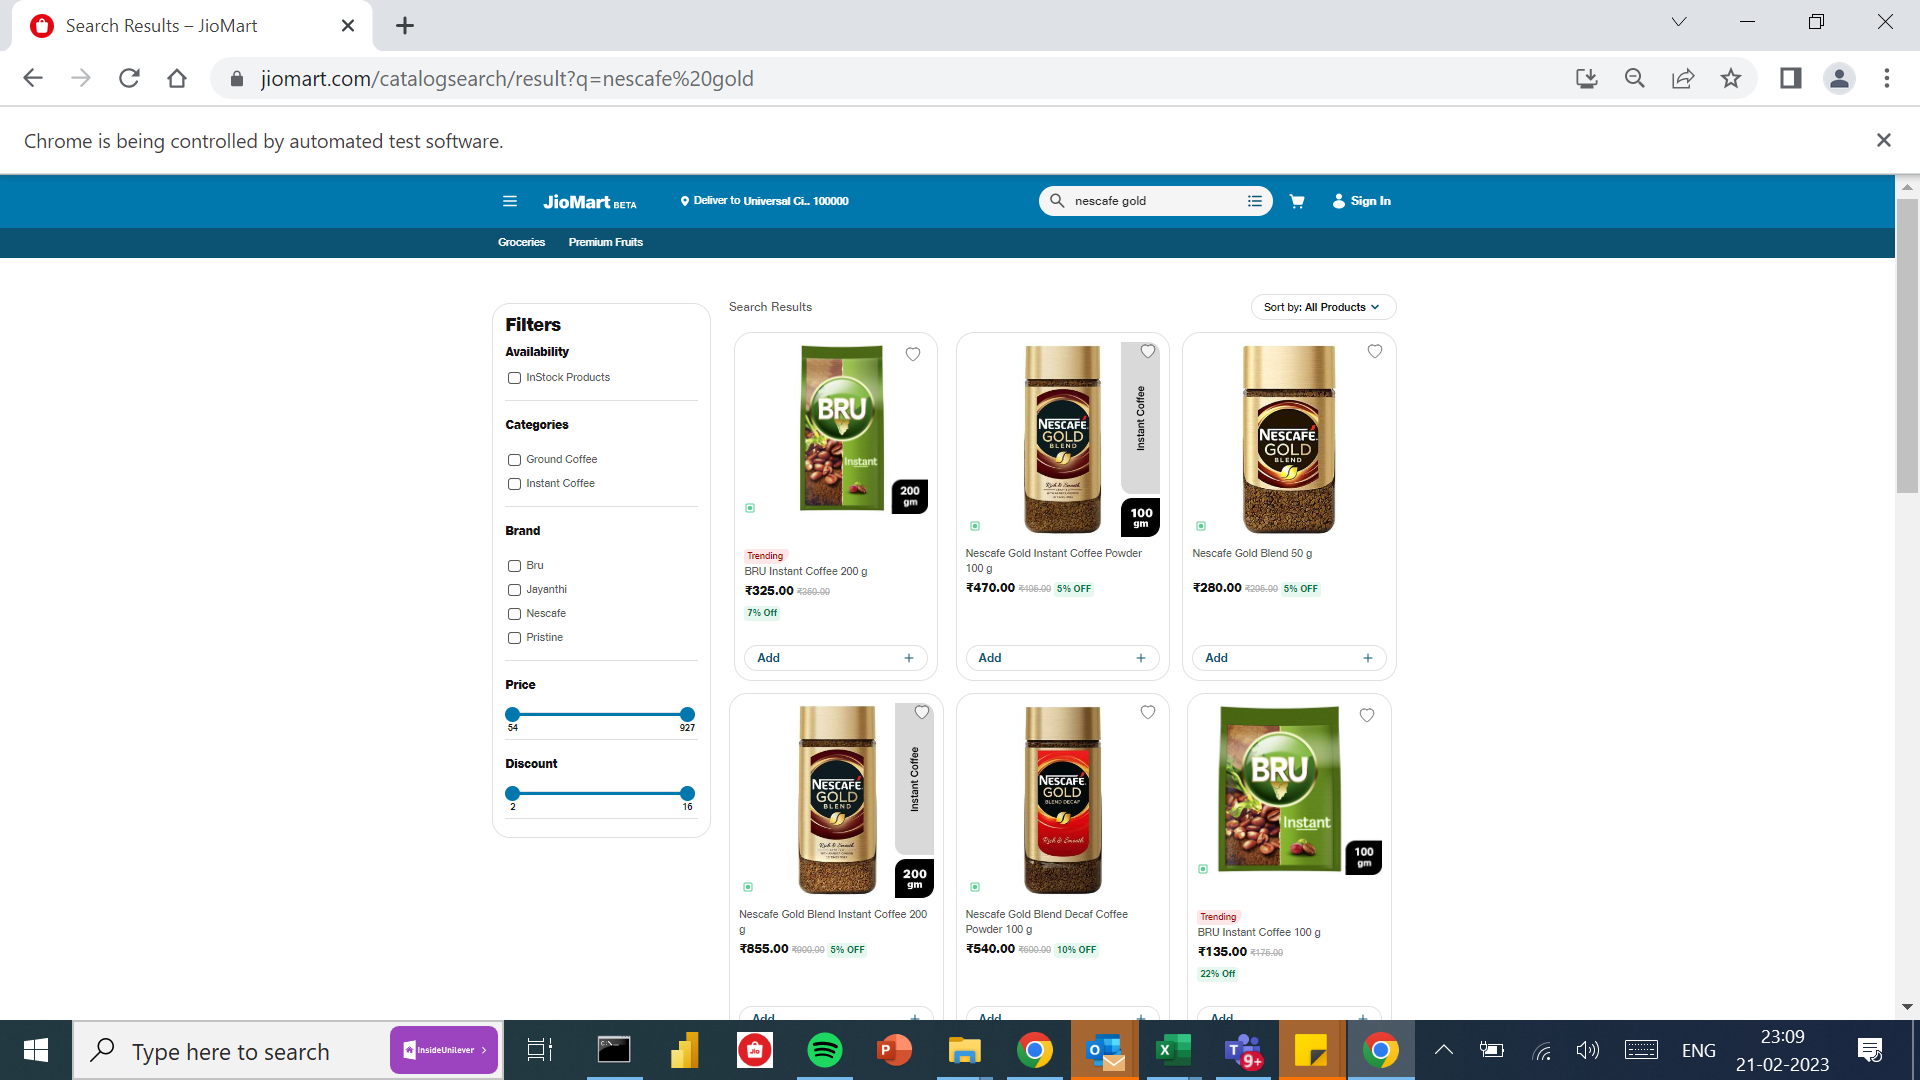 Search Results – JioMart
jiomart.com/catalogsearch/result?q=nescafe%20gold
Chrome is being controlled by automated test software.
JioMart BETA
Deliver to Universal Ci... 100000
nescafe gold
Sign In
Groceries
Premium Fruits
Filters
Availability
InStock Products
Categories
Ground Coffee
Instant Coffee
Brand
Bru
Jayanthi
Nescafe
Pristine
Price
54
927
Discount
2
16
Search Results
Sort by: All Products
BRU
Instant
200
gm
Trending
BRU Instant Coffee 200 g
₹325.00 ₹350.00
7% Off
Add +
NESCAFÉ
GOLD
BLEND
Rich & Smooth
Instant Coffee
100
gm
Nescafe Gold Instant Coffee Powder
100 g
₹470.00 ₹495.00 5% OFF
Add +
NESCAFÉ
GOLD
BLEND
Nescafe Gold Blend 50 g
₹280.00 ₹295.00 5% OFF
Add +
NESCAFÉ
GOLD
BLEND
Rich & Smooth
Instant Coffee
200
gm
Nescafe Gold Blend Instant Coffee 200
g
₹855.00 ₹900.00 5% OFF
Add +
NESCAFÉ
GOLD
BLEND DECAF
Rich & Smooth
Nescafe Gold Blend Decaf Coffee
Powder 100 g
₹540.00 ₹600.00 10% OFF
Add +
BRU
Instant
100
gm
Trending
BRU Instant Coffee 100 g
₹135.00 ₹175.00
22% Off
Add +
Type here to search
InsideUnilever
Jio
9+
ENG
23:09
21-02-2023